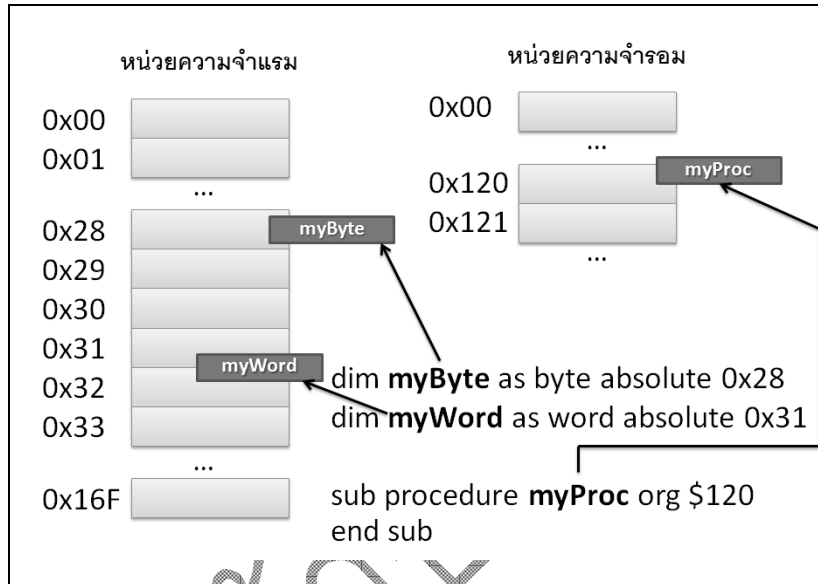 หน่วยความจำแรม
0x00
0x01
...
0x28
myByte
0x29
0x30
0x31
myWord
0x32
0x33
...
0x16F
หน่วยความจำรอม
0x00
...
0x120
myProc
0x121
...
dim myByte as byte absolute 0x28
dim myWord as word absolute 0x31
sub procedure myProc org $120
end sub